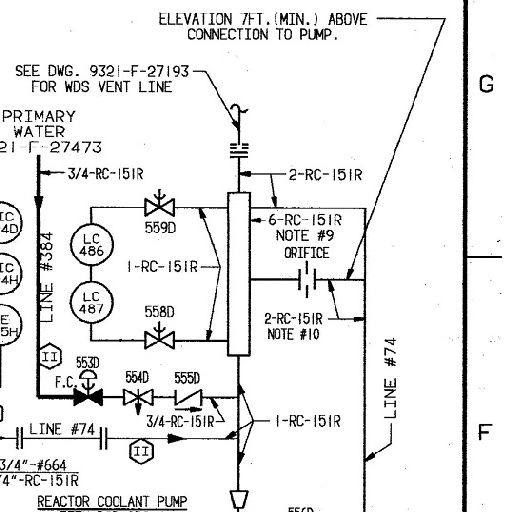 ELEVATION 7FT.(MIN.) ABOVE
CONNECTION TO PUMP.
SEE DWG. 9321-F-27193
FOR WDS VENT LINE
G
PRIMARY
WATER
21-F-27473
3/4-RC-151R
2-RC-151R
IC
4D
559D
6-RC-151R
NOTE #9
ORIFICE
LC
486
LINE #384
1-RC-151R
IC
4H
LC
487
E
5H
558D
2-RC-151R
NOTE #10
II
553D
F.C.
554D
555D
LINE #74
3/4-RC-151R
1-RC-151R
LINE #74
II
F
3/4"-#664
4"-RC-151R
REACTOR COOLANT PUMP